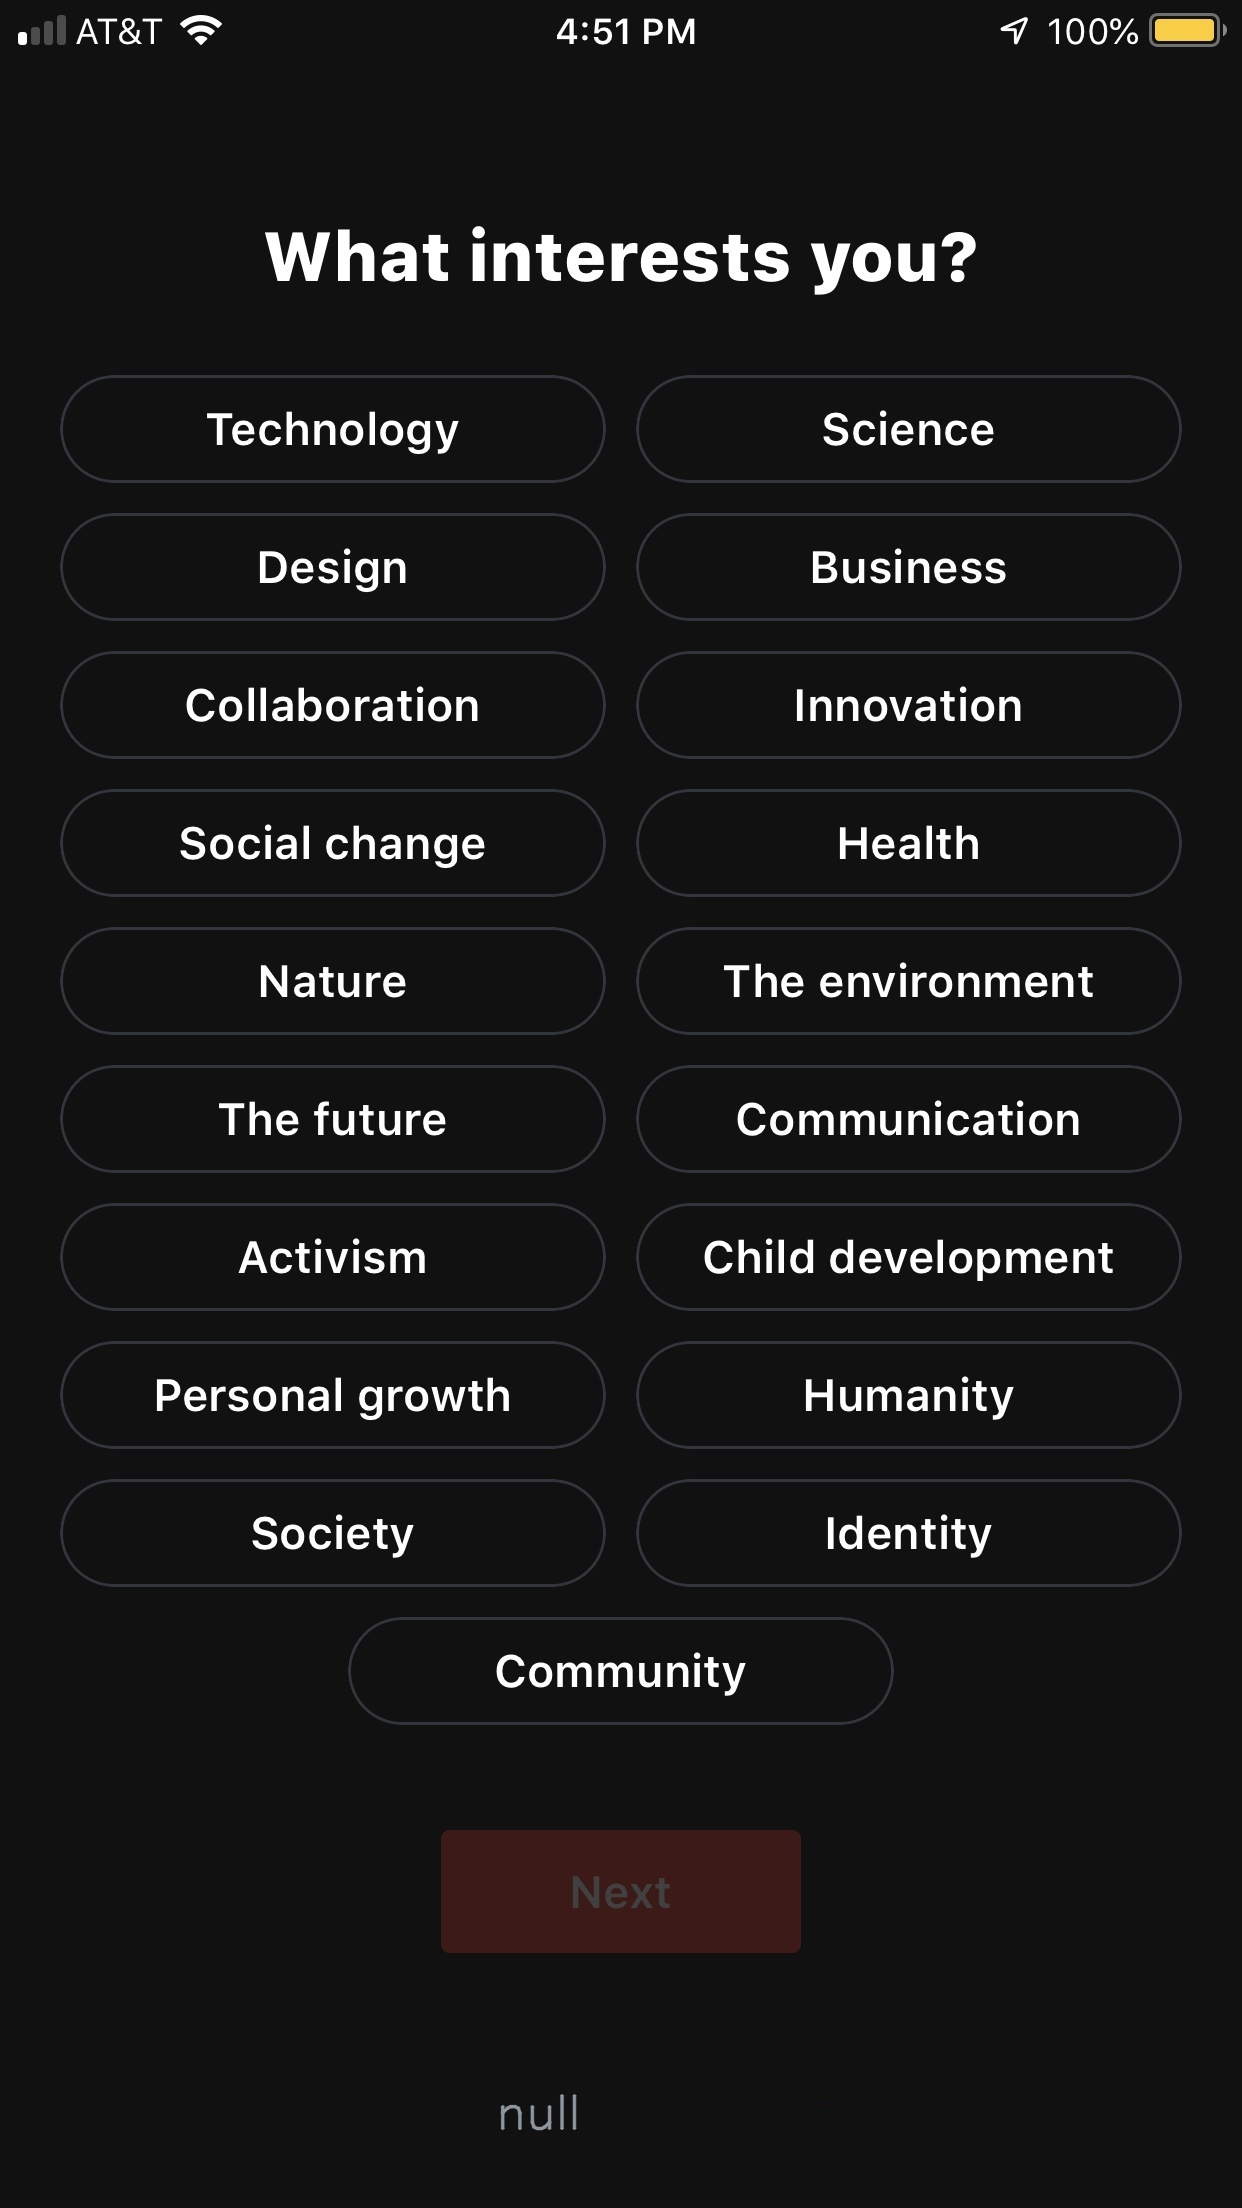 AT&T 4:51 PM 100%
What interests you?
Technology Science
Design Business
Collaboration Innovation
Social change Health
Nature The environment
The future Communication
Activism Child development
Personal growth Humanity
Society Identity
Community
Next
null